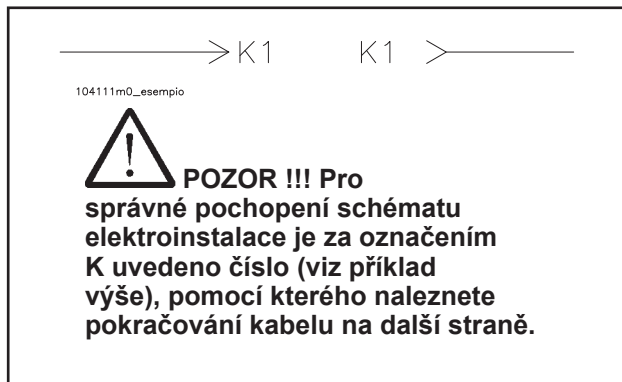 K1 K1
104111m0_esempio
POZOR !!! Pro
správné pochopení schématu
elektroinstalace je za označením
K uvedeno číslo (viz příklad
výše), pomocí kterého naleznete
pokračování kabelu na další straně.